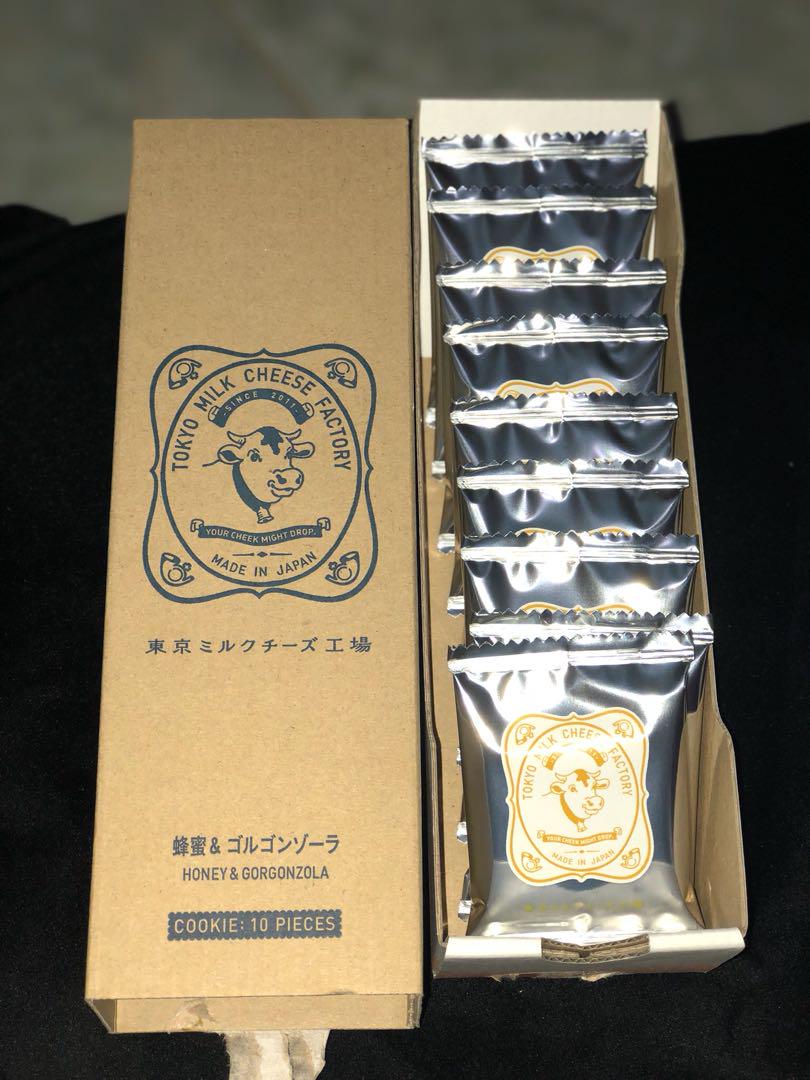 TOKYO MILK CHEESE FACTORY
SINCE 2011
YOUR CHEEK MIGHT DROP.
MADE IN JAPAN
東京ミルクチーズ工場
蜂蜜&ゴルゴンゾーラ
HONEY & GORGONZOLA
COOKIE: 10 PIECES
TOKYO MILK CHEESE FACTORY
YOUR CHEEK MIGHT DROP.
MADE IN JAPAN